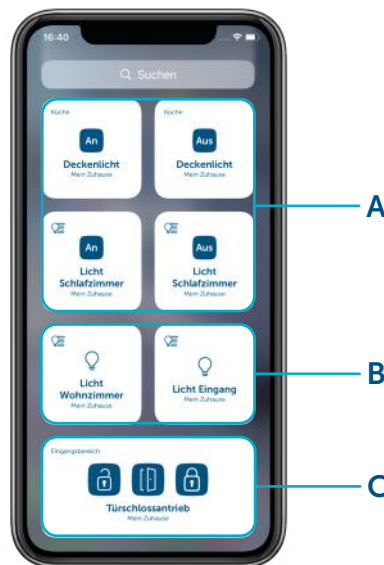 16:40
Suchen
Küche
An
Deckenlicht
Mein Zuhause
Küche
Aus
Deckenlicht
Mein Zuhause
A
An
Licht
Schlafzimmer
Mein Zuhause
Aus
Licht
Schlafzimmer
Mein Zuhause
Licht
Wohnzimmer
Mein Zuhause
Licht Eingang
Mein Zuhause
B
Eingangsbereich
Türschlossantrieb
Mein Zuhause
C